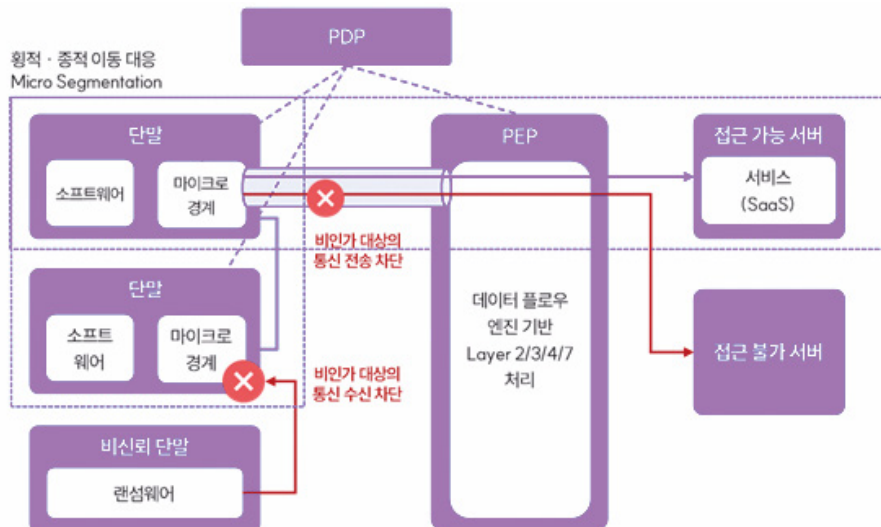 PDP
횡적 · 종적 이동 대응
Micro Segmentation
단말
소프트웨어
마이크로
경계
PEP
접근 가능 서버
서비스
(SaaS)
비인가 대상의
통신 전송 차단
단말
소프트
웨어
마이크로
경계
데이터 플로우
엔진 기반
Layer 2/3/4/7
처리
접근 불가 서버
비인가 대상의
통신 수신 차단
비신뢰 단말
랜섬웨어